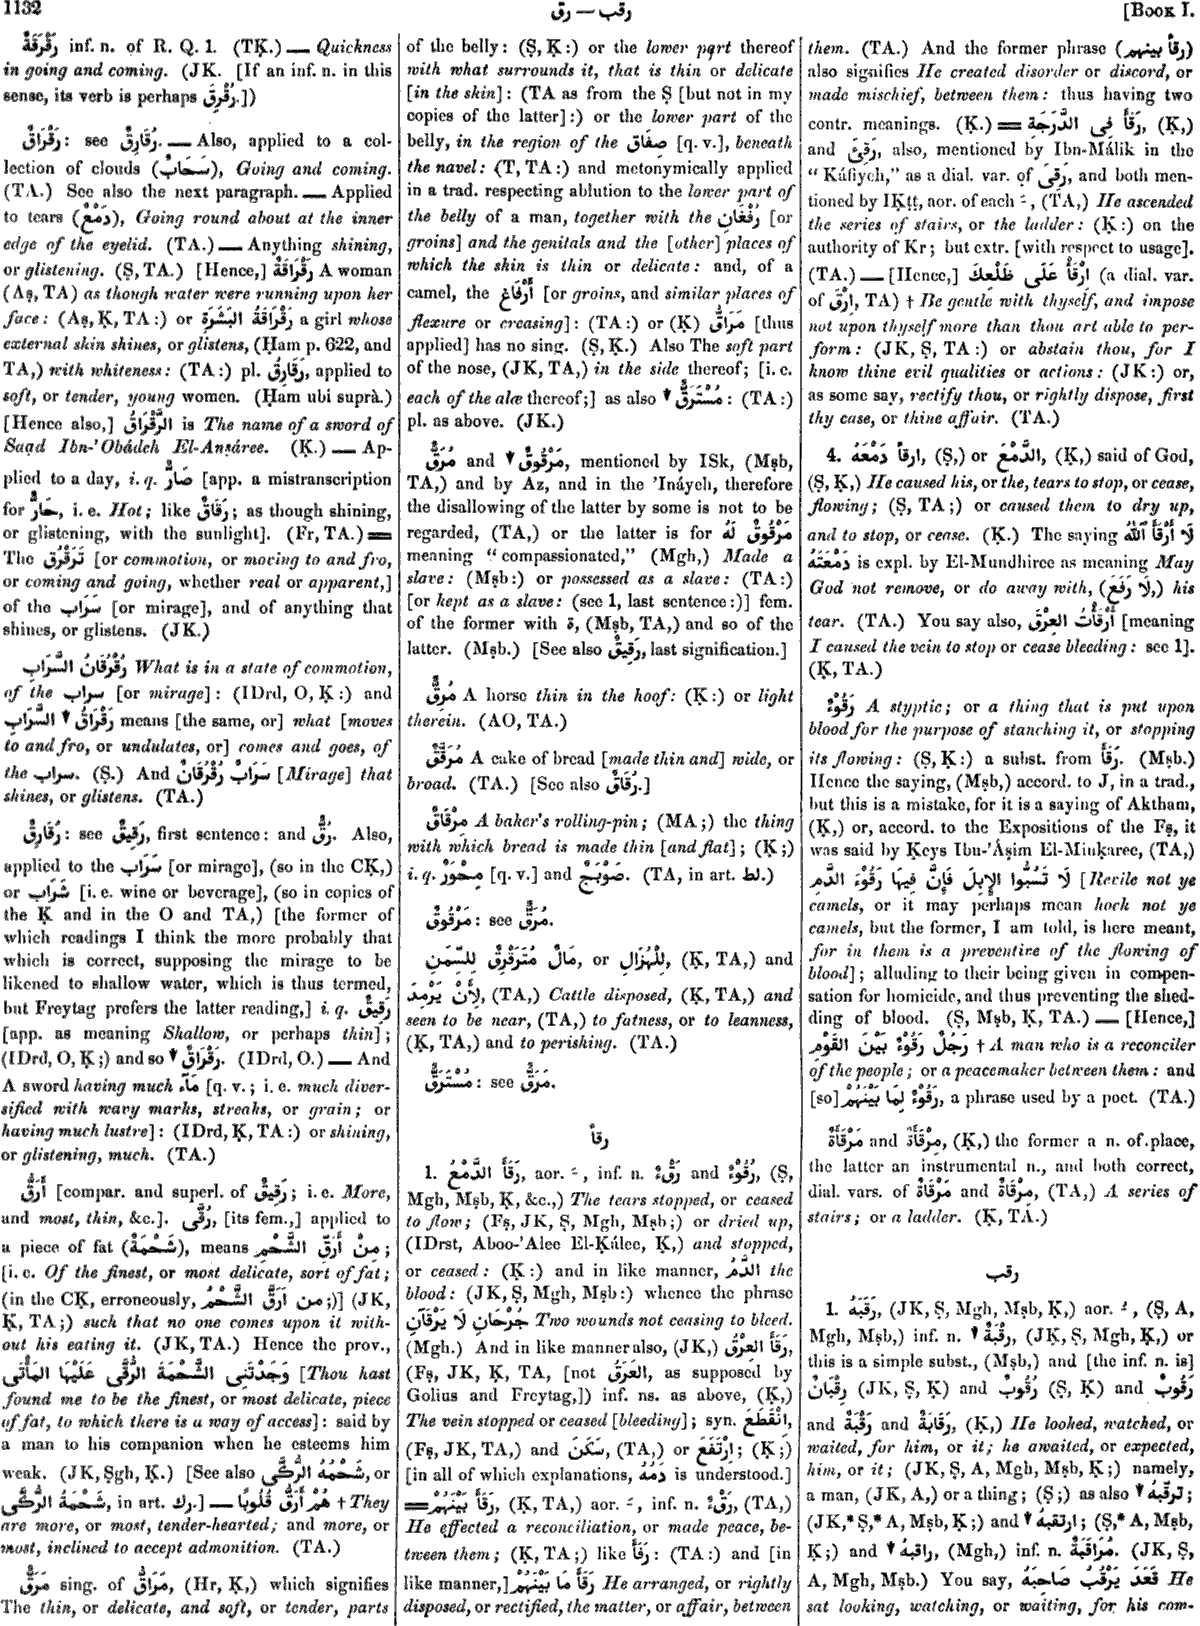 1132
رقب — رق
[BOOK I.
رَقْرَقَةٌ inf. n. of R. Q. 1. (TḲ.) — Quickness
in going and coming. (JK. [If an inf. n. in this
sense, its verb is perhaps رُقْرِقَ.])
رَقْرَاقٌ: see رُقَارِقٌ. — Also, applied to a col-
lection of clouds (سَحَابٌ), Going and coming.
(TA.) See also the next paragraph. — Applied
to tears (دَمْعٌ), Going round about at the inner
edge of the eyelid. (TA.) — Anything shining,
or glistening. (Ṣ, TA.) [Hence,] رَقْرَاقَةٌ A woman
(Aṣ, TA) as though water were running upon her
face: (Aṣ, Ḳ, TA:) or رَقْرَاقَةُ البَشَرَةِ a girl whose
external skin shines, or glistens, (Ḥam p. 622, and
TA,) with whiteness: (TA:) pl. رَقَارِقُ, applied to
soft, or tender, young women. (Ḥam ubi suprà.)
[Hence also,] الرَّقْرَاقُ is The name of a sword of
Saạd Ibn-'Obádeh El-Anṣáree. (Ḳ.) — Ap-
plied to a day, i. q. صَارٌّ [app. a mistranscription
for حَارٌّ, i. e. Hot; like رَقَاقٌ; as though shining,
or glistening, with the sunlight]. (Fr, TA.) ═
The تَرَقْرُق [or commotion, or moving to and fro,
or coming and going, whether real or apparent,]
of the سَرَاب [or mirage], and of anything that
shines, or glistens. (JK.)
رُقْرُقَانُ السَّرَابِ What is in a state of commotion,
of the سراب [or mirage]: (IDrd, O, Ḳ:) and
رَقْرَاقُ ▾ السَّرَابِ means [the same, or] what [moves
to and fro, or undulates, or] comes and goes, of
the سراب. (Ṣ.) And سَرَابٌ رُقْرُقَانٌ [Mirage] that
shines, or glistens. (TA.)
رُقَارِقٌ: see رَقِيقٌ, first sentence: and رُقٌّ. Also,
applied to the سَرَاب [or mirage], (so in the CḲ,)
or شَرَاب [i. e. wine or beverage], (so in copies of
the Ḳ and in the O and TA,) [the former of
which readings I think the more probably that
which is correct, supposing the mirage to be
likened to shallow water, which is thus termed,
but Freytag prefers the latter reading,] i. q. رَقِيقٌ
[app. as meaning Shallow, or perhaps thin];
(IDrd, O, Ḳ;) and so ▾ رَقْرَاقٌ. (IDrd, O.) — And
A sword having much مَآء [q. v.; i. e. much diver-
sified with wavy marks, streaks, or grain; or
having much lustre]: (IDrd, Ḳ, TA:) or shining,
or glistening, much. (TA.)
أَرَقُّ [compar. and superl. of رَقِيقٌ; i. e. More,
and most, thin, &c.]. رُقَّى, [its fem.,] applied to
a piece of fat (شَحْمَةٌ), means مِنْ أَرَقِّ الشَّحْمِ;
[i. e. Of the finest, or most delicate, sort of fat;
(in the CḲ, erroneously, من اَرَقُّ الشَّحْمُ;)] (JK,
Ḳ, TA;) such that no one comes upon it with-
out his eating it. (JK, TA.) Hence the prov.,
وَجَدْتَنِى الشَّحْمَةَ الرُّقَّى عَلَيْهَا المَأْتَى [Thou hast
found me to be the finest, or most delicate, piece
of fat, to which there is a way of access]: said by
a man to his companion when he esteems him
weak. (JK, Ṣgh, Ḳ.) [See also شَحْمَةُ الرُّكَّى, or
شَحْمَةُ الرُّكَّى, in art. رك.] — هُمْ أَرَقُّ قُلُوبًا † They
are more, or most, tender-hearted; and more, or
most, inclined to accept admonition. (TA.)
مَرَقٌّ sing. of مَرَاقُّ, (Hr, Ḳ,) which signifies
The thin, or delicate, and soft, or tender, parts
of the belly: (Ṣ, Ḳ:) or the lower part thereof
with what surrounds it, that is thin or delicate
[in the skin]: (TA as from the Ṣ [but not in my
copies of the latter]:) or the lower part of the
belly, in the region of the صِفَاق [q. v.], beneath
the navel: (T, TA:) and metonymically applied
in a trad. respecting ablution to the lower part of
the belly of a man, together with the رُفْغَانِ [or
groins] and the genitals and the [other] places of
which the skin is thin or delicate: and, of a
camel, the أَرْفَاغ [or groins, and similar places of
flexure or creasing]: (TA:) or (Ḳ) مَرَاقُّ [thus
applied] has no sing. (Ṣ, Ḳ.) Also The soft part
of the nose, (JK, TA,) in the side thereof; [i. e.
each of the alæ thereof;] as also ▾ مُسْتَرَقٌّ: (TA:)
pl. as above. (JK.)
مُرَقٌّ and ▾ مَرْقُوقٌ, mentioned by ISk, (Mṣb,
TA,) and by Az, and in the 'Ináyeh, therefore
the disallowing of the latter by some is not to be
regarded, (TA,) or the latter is for مَرْقُوقٌ لَهُ
meaning “compassionated,” (Mgh,) Made a
slave: (Mṣb:) or possessed as a slave: (TA:)
[or kept as a slave: (see 1, last sentence:)] fem.
of the former with ة, (Mṣb, TA,) and so of the
latter. (Mṣb.) [See also رَقِيقٌ, last signification.]
مُرِقٌّ A horse thin in the hoof: (Ḳ:) or light
therein. (AO, TA.)
مُرَقَّقٌ A cake of bread [made thin and] wide, or
broad. (TA.) [See also رُقَاقٌ.]
مِرْقَاقٌ A baker's rolling-pin; (MA;) the thing
with which bread is made thin [and flat]; (Ḳ;)
i. q. مِحْوَرٌ [q. v.] and صَوْبَجٌ. (TA, in art. لط.)
مَرْقُوقٌ: see مُرَقٌّ.
مَالٌ مُتَرَقْرِقٌ لِلسِّمَنِ, or لِلْهُزَالِ, (Ḳ, TA,) and
لِأَنْ يَرْمِدَ, (TA,) Cattle disposed, (Ḳ, TA,) and
seen to be near, (TA,) to fatness, or to leanness,
(Ḳ, TA,) and to perishing. (TA.)
مُسْتَرَقٌّ: see مَرَقٌّ.
رقأ
1. رَقَأَ الدَّمْعُ, aor. ـَ, inf. n. رَقْءٌ and رُقُوْءٌ, (Ṣ,
Mgh, Mṣb, Ḳ, &c.,) The tears stopped, or ceased
to flow; (Fṣ, JK, Ṣ, Mgh, Mṣb;) or dried up,
(IDrst, Aboo-'Alee El-Ḳálee, Ḳ,) and stopped,
or ceased: (Ḳ:) and in like manner, الدَّمُ the
blood: (JK, Ṣ, Mgh, Mṣb:) whence the phrase
جُرْحَانِ لَا يَرْقَآنِ Two wounds not ceasing to bleed.
(Mgh.) And in like manner also, (JK,) رَقَأَ العِرْقُ,
(Fṣ, JK, Ḳ, TA, [not العَرَقُ, as supposed by
Golius and Freytag,]) inf. ns. as above, (Ḳ,)
The vein stopped or ceased [bleeding]; syn. اِنْقَطَعَ,
(Fṣ, JK, TA,) and سَكَنَ, (TA,) or اِرْتَفَعَ; (Ḳ;)
[in all of which explanations, دَمُهُ is understood.]
═ رَقَأَ بَيْنَهُمْ, (Ḳ, TA,) aor. ـَ, inf. n. رَقْءٌ, (TA,)
He effected a reconciliation, or made peace, be-
tween them; (Ḳ, TA;) like رَفَأَ: (TA:) and [in
like manner,] رَقَأَ مَا بَيْنَهُمْ He arranged, or rightly
disposed, or rectified, the matter, or affair, between
them. (TA.) And the former phrase (رقأ بينهم)
also signifies He created disorder or discord, or
made mischief, between them: thus having two
contr. meanings. (Ḳ.) ═ رَقَأَ فِى الدَّرَجَةِ, (Ḳ,)
and رَقِئَ, also, mentioned by Ibn-Málik in the
“Káfiyeh,” as a dial. var. of رَقِىَ, and both men-
tioned by IḲṭṭ, aor. of each ـَ, (TA,) He ascended
the series of stairs, or the ladder: (Ḳ:) on the
authority of Kr; but extr. [with respect to usage].
(TA.) — [Hence,] اِرْقَأْ عَلَى ظَلْعِكَ (a dial. var.
of اِرْقَ, TA) † Be gentle with thyself, and impose
not upon thyself more than thou art able to per-
form: (JK, Ṣ, TA:) or abstain thou, for I
know thine evil qualities or actions: (JK:) or,
as some say, rectify thou, or rightly dispose, first
thy case, or thine affair. (TA.)
4. ارقأ دَمْعَهُ, (Ṣ,) or الدَّمْعَ, (Ḳ,) said of God,
(Ṣ, Ḳ,) He caused his, or the, tears to stop, or cease,
flowing; (Ṣ, TA;) or caused them to dry up,
and to stop, or cease. (Ḳ.) The saying لَا أَرْقَأَ ٱللّٰهُ
دَمْعَتَهُ is expl. by El-Mundhiree as meaning May
God not remove, or do away with, (لَا رَفَعَ,) his
tear. (TA.) You say also, أَرْقَأْتُ العِرْقَ [meaning
I caused the vein to stop or cease bleeding: see 1].
(Ḳ, TA.)
رَقُوْءٌ A styptic; or a thing that is put upon
blood for the purpose of stanching it, or stopping
its flowing: (Ṣ, Ḳ:) a subst. from رَقَأَ. (Mṣb.)
Hence the saying, (Mṣb,) accord. to J, in a trad.,
but this is a mistake, for it is a saying of Aktham,
(Ḳ,) or, accord. to the Expositions of the Fṣ, it
was said by Ḳeys Ibn-'Áṣim El-Minḳaree, (TA,)
لَا تَسُبُّوا الإِبِلَ فَإِنَّ فِيهَا رَقُوْءَ الدَّمِ [Revile not ye
camels, or it may perhaps mean hock not ye
camels, but the former, I am told, is here meant,
for in them is a preventive of the flowing of
blood]; alluding to their being given in compen-
sation for homicide, and thus preventing the shed-
ding of blood. (Ṣ, Mṣb, Ḳ, TA.) — [Hence,]
رَجُلٌ رَقُوْءٌ بَيْنَ القَوْمِ † A man who is a reconciler
of the people; or a peacemaker between them: and
[so] رَقُوْءٌ لِمَا بَيْنَهُمْ, a phrase used by a poet. (TA.)
مَرْقَأَةٌ and مِرْقَأَةٌ, (Ḳ,) the former a n. of place,
the latter an instrumental n., and both correct,
dial. vars. of مَرْقَاةٌ and مِرْقَاةٌ, (TA,) A series of
stairs; or a ladder. (Ḳ, TA.)
رقب
1. رَقَبَهُ, (JK, Ṣ, Mgh, Mṣb, Ḳ,) aor. ـُ, (Ṣ, A,
Mgh, Mṣb,) inf. n. ▾ رِقْبَةٌ, (JK, Ṣ, Mgh, Ḳ,) or
this is a simple subst., (Mṣb,) and [the inf. n. is]
رِقْبَانٌ (JK, Ṣ, Ḳ) and رُقُوبٌ (Ṣ, Ḳ) and رَقُوبٌ
and رَقْبَةٌ and رَقَابَةٌ, (Ḳ,) He looked, watched, or
waited, for him, or it; he awaited, or expected,
him, or it; (JK, Ṣ, A, Mgh, Mṣb, Ḳ;) namely,
a man, (JK, A,) or a thing; (Ṣ;) as also ▾ ترقّبهُ;
(JK,* Ṣ,* A, Mṣb, Ḳ;) and ▾ ارتقبهُ; (Ṣ,* A, Mṣb,
Ḳ;) and ▾ راقبهُ, (Mgh,) inf. n. مُرَاقَبَةٌ. (JK, Ṣ,
A, Mgh, Mṣb.) You say, قَعَدَ يَرْقُبُ صَاحِبَهُ He
sat looking, watching, or waiting, for his com-